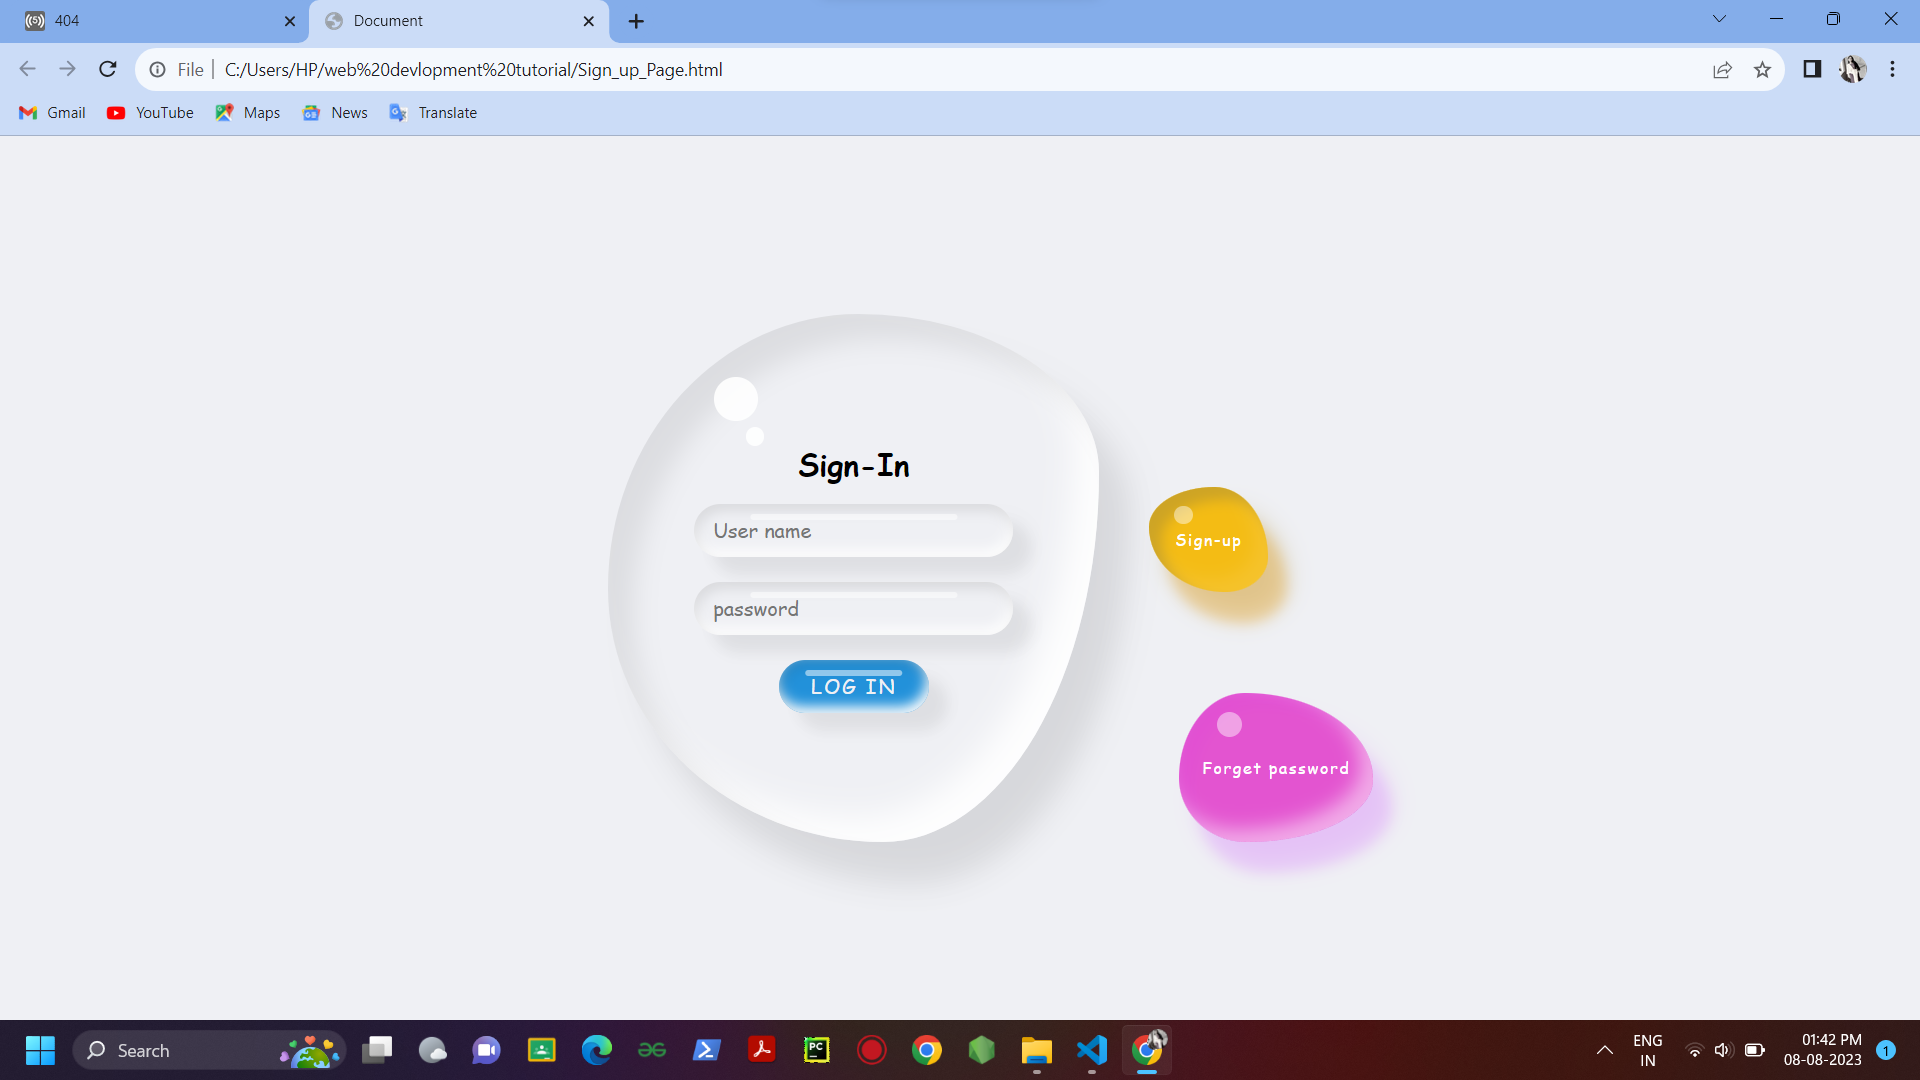 404
Document
File
C:/Users/HP/web%20devlopment%20tutorial/Sign_up_Page.html
Gmail
YouTube
Maps
News
Translate
Sign-In
User name
password
LOG IN
Sign-up
Forget password
Search
PC
ENG
IN
01:42 PM
08-08-2023
1